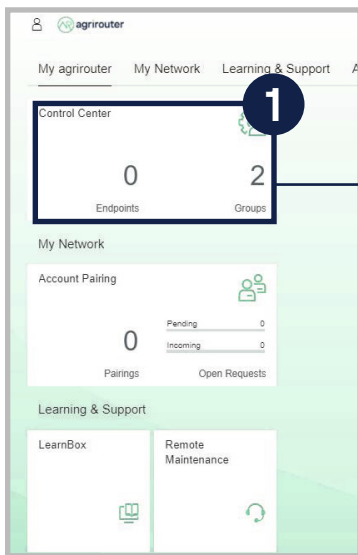 agrirouter
My agrirouter My Network Learning & Support A
Control Center
1
0 2
Endpoints Groups
My Network
Account Pairing
Pending 0
0 Incoming 0
Pairings Open Requests
Learning & Support
LearnBox Remote
Maintenance